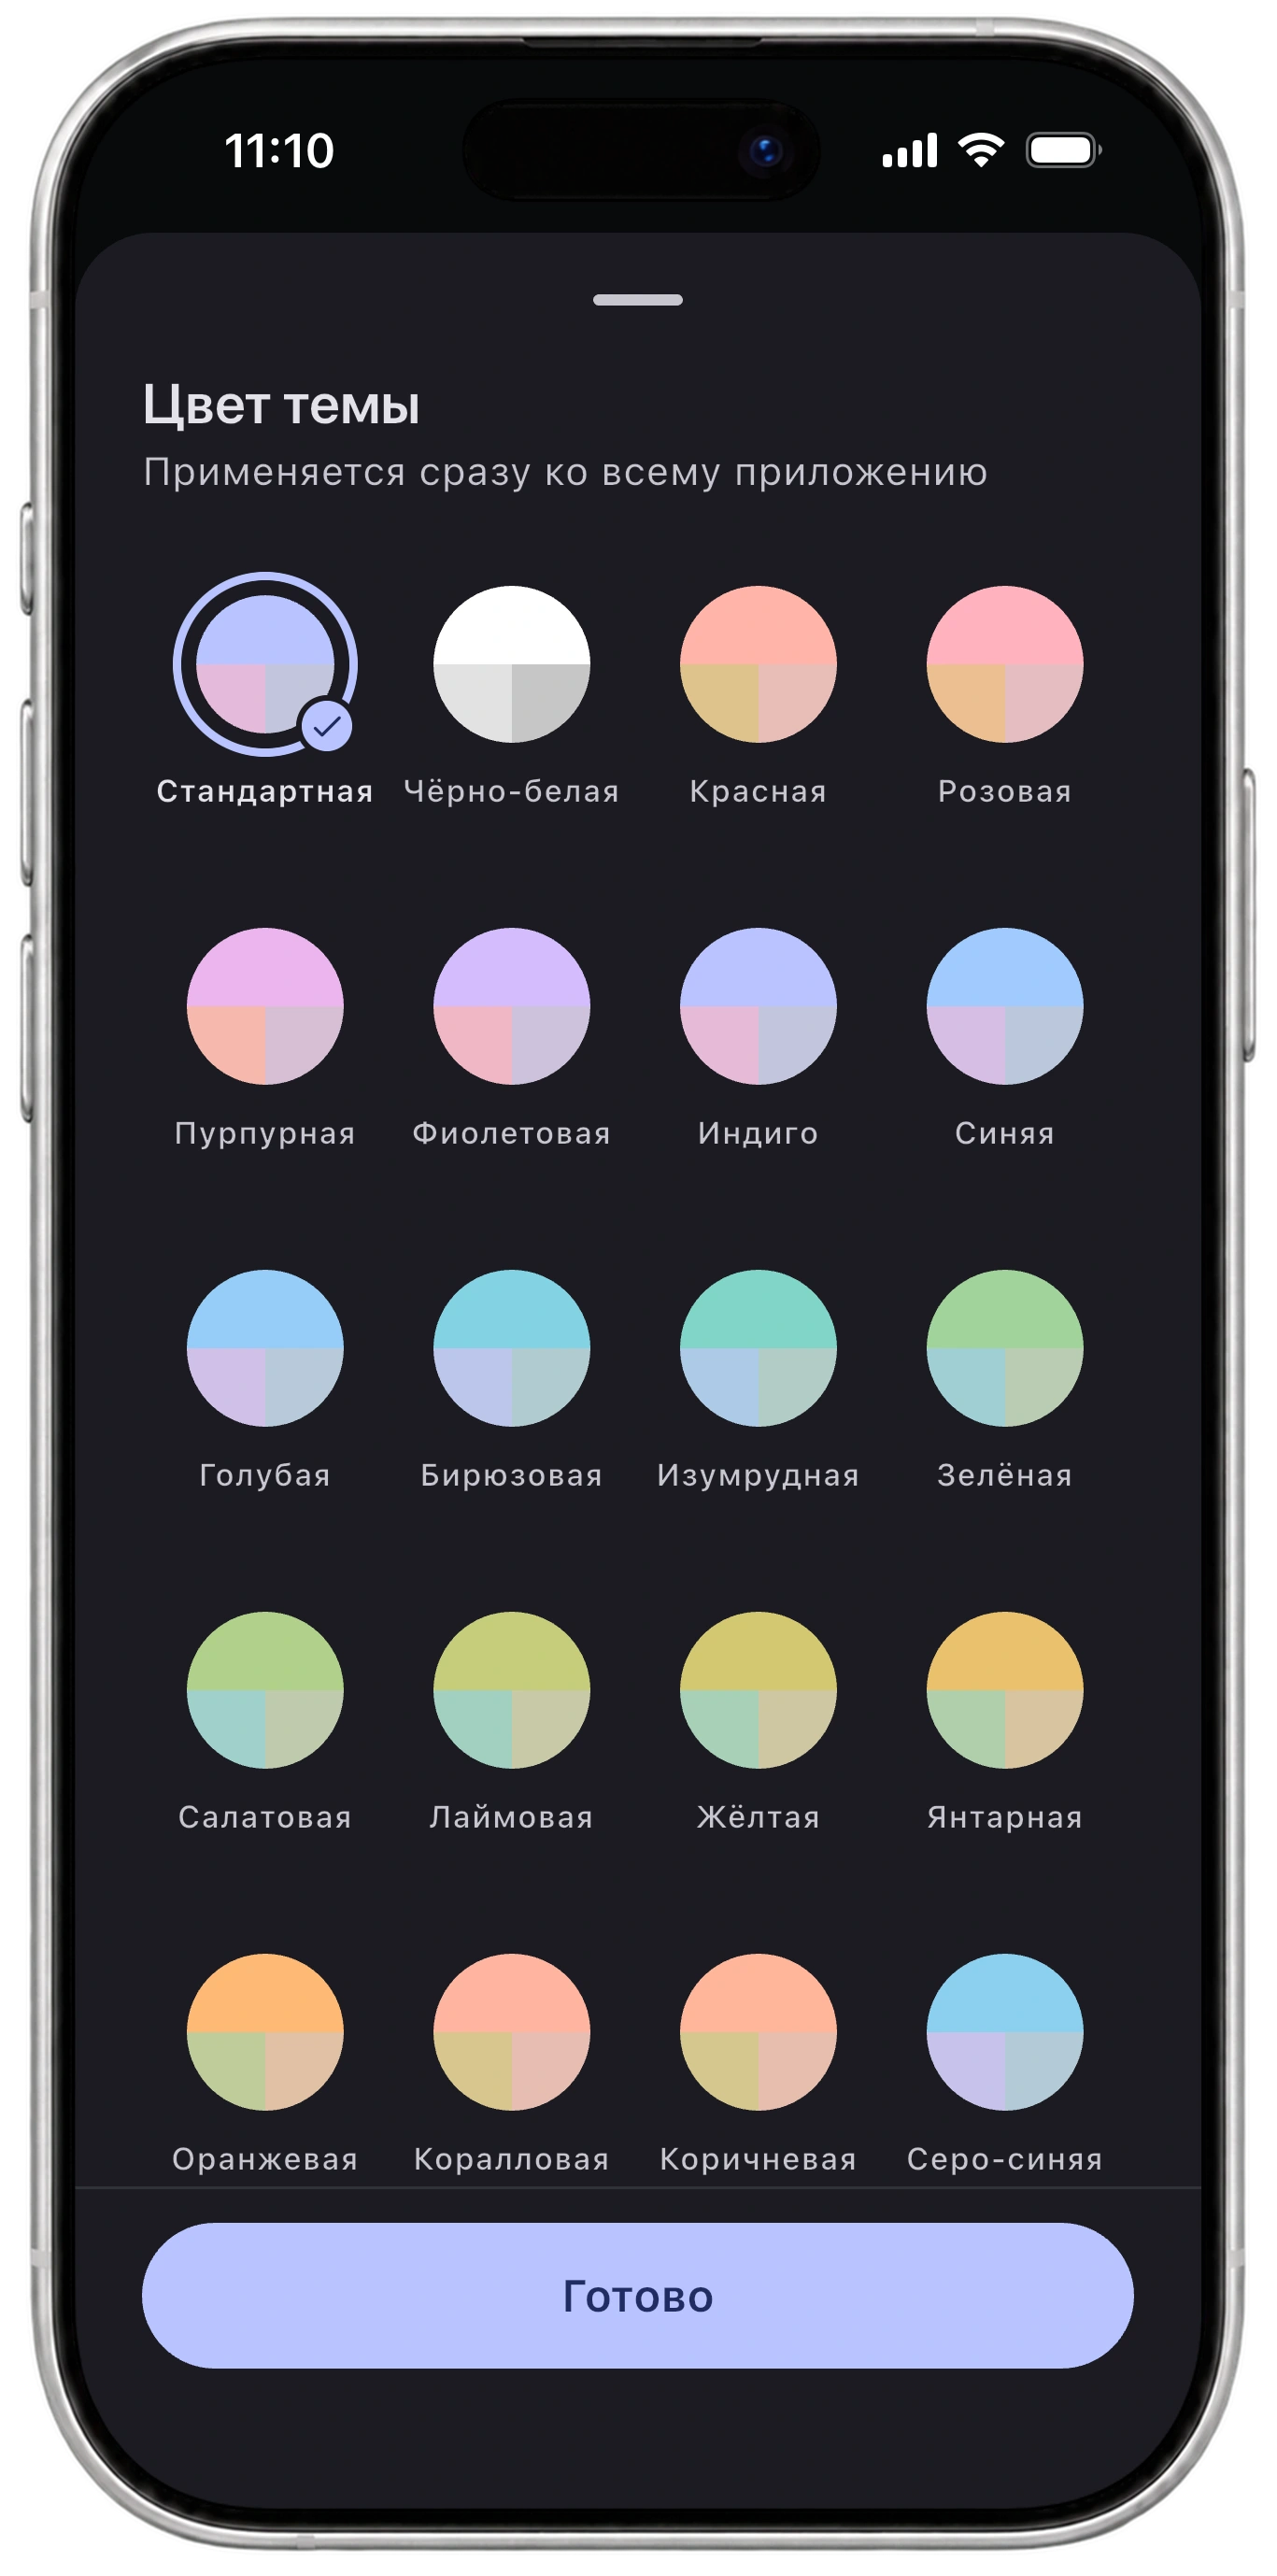 11:10
Цвет темы
Применяется сразу ко всему приложению
Стандартная
Чёрно-белая
Красная
Розовая
Пурпурная
Фиолетовая
Индиго
Синяя
Голубая
Бирюзовая
Изумрудная
Зелёная
Салатовая
Лаймовая
Жёлтая
Янтарная
Оранжевая
Коралловая
Коричневая
Серо-синяя
Готово